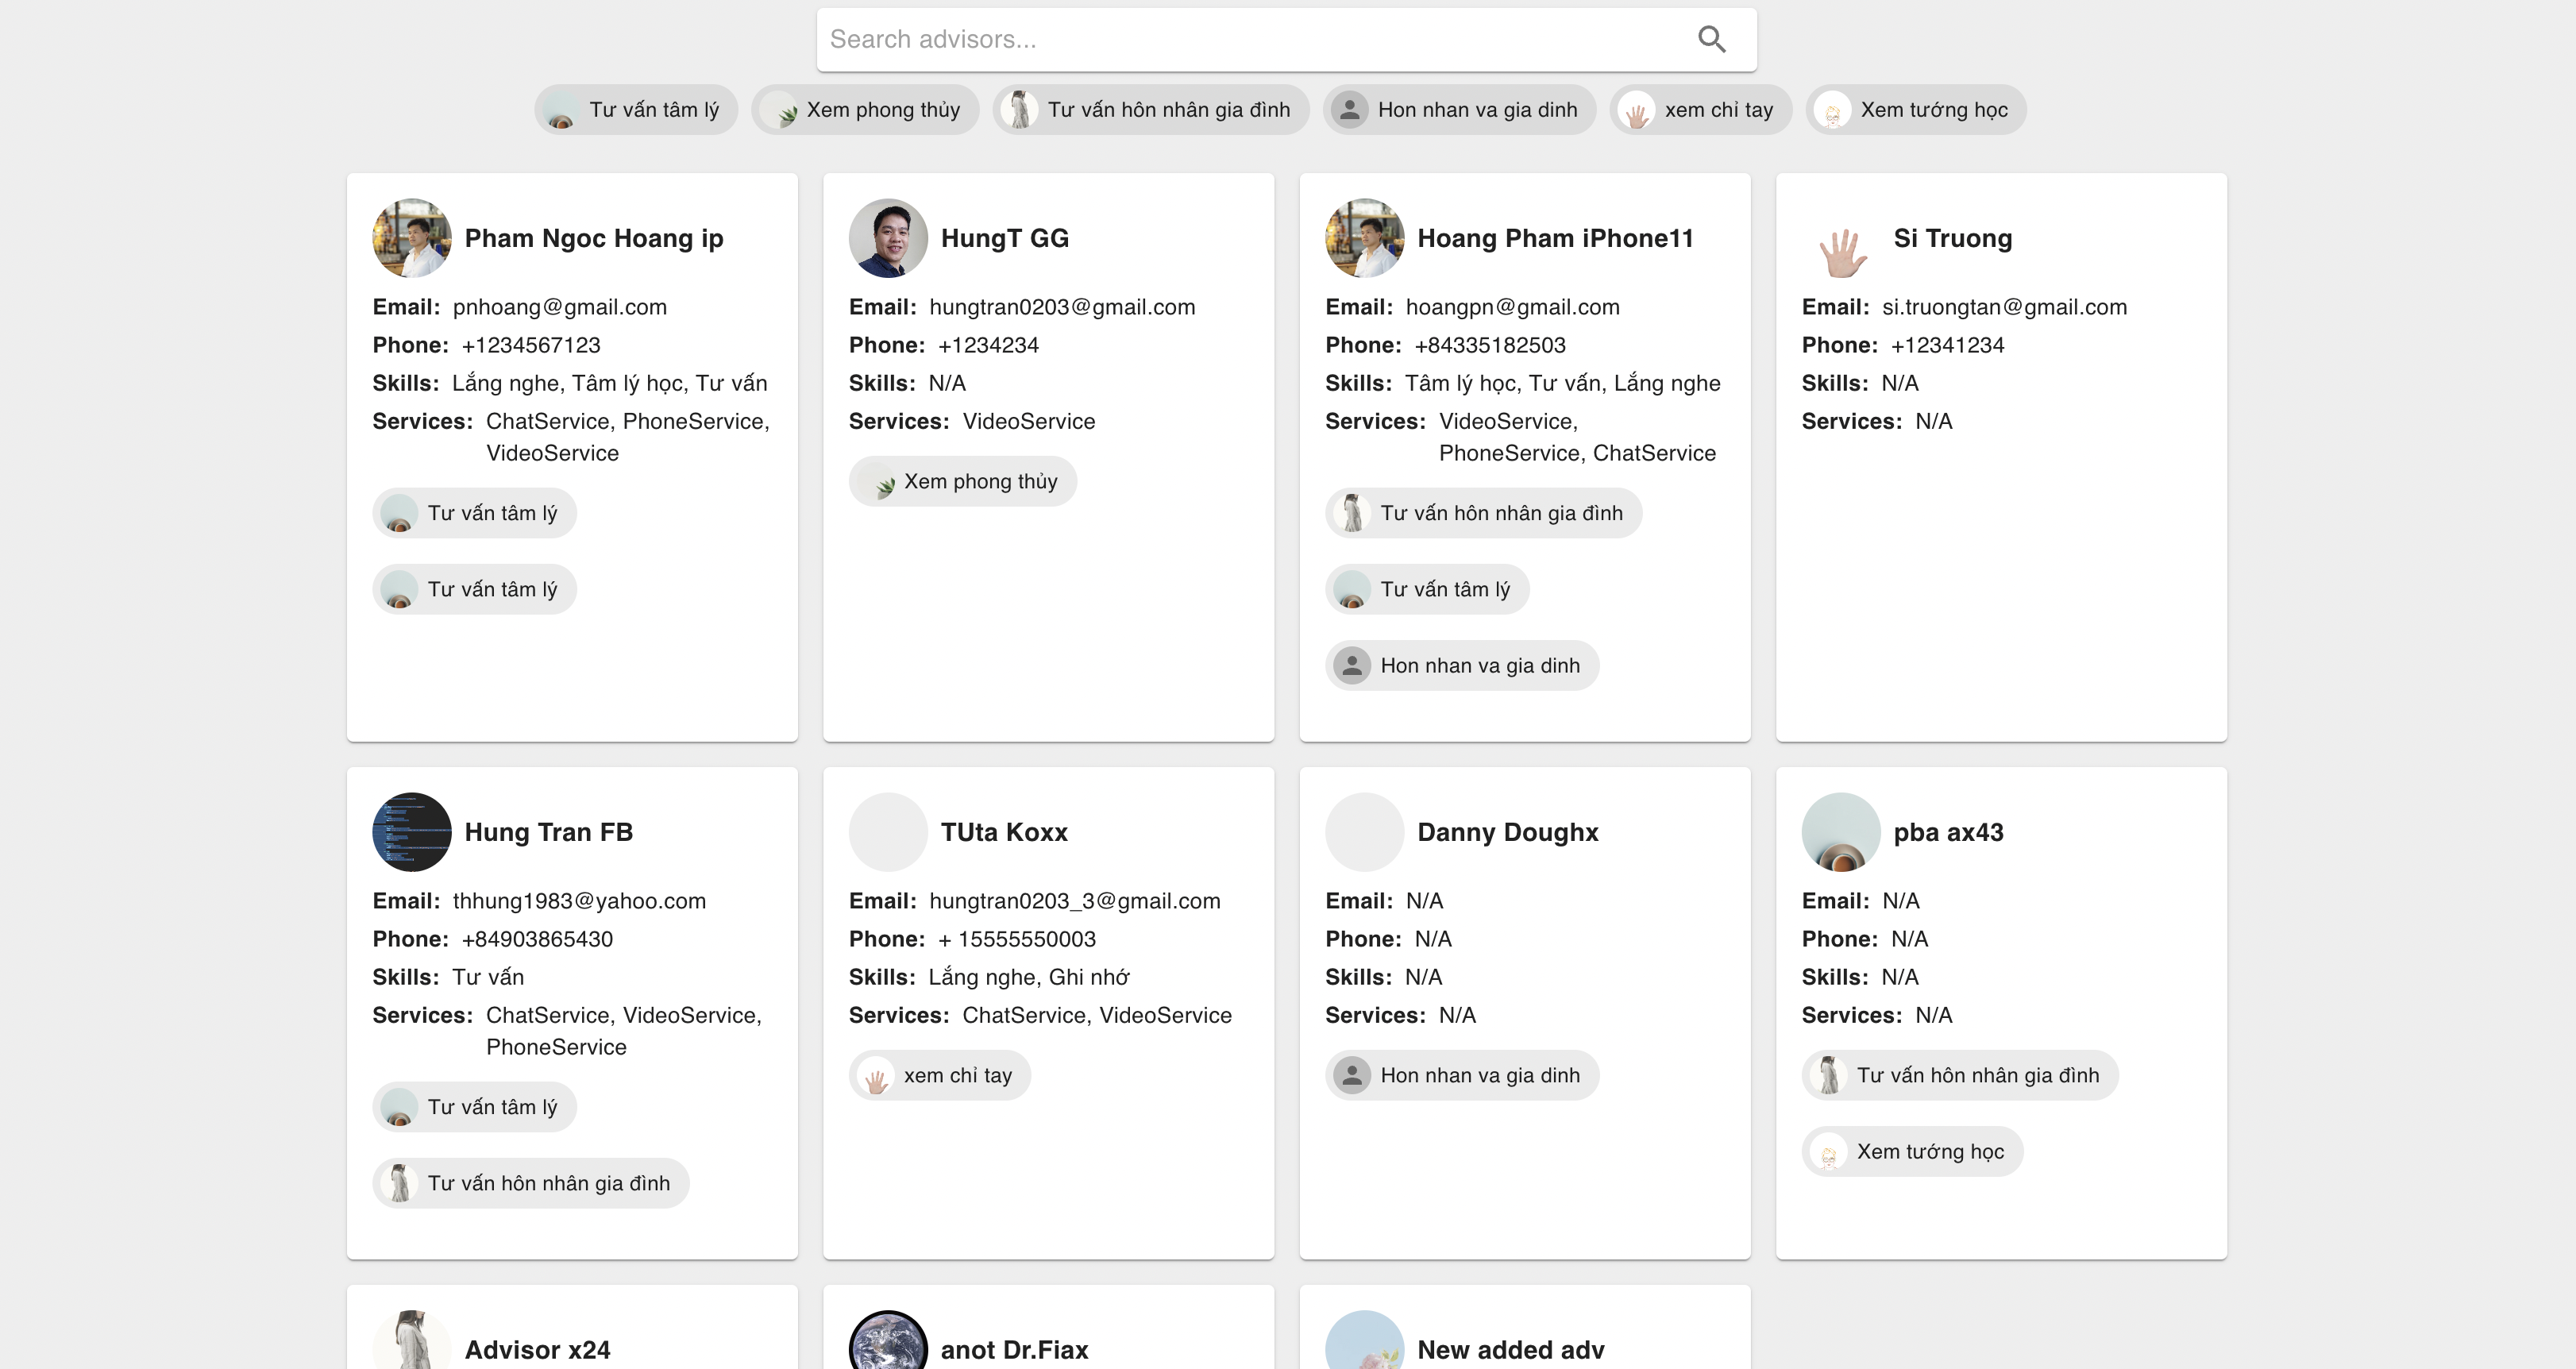 Search advisors...
Tư vấn tâm lý
Xem phong thủy
Tư vấn hôn nhân gia đình
Hon nhan va gia dinh
xem chỉ tay
Xem tướng học
Pham Ngoc Hoang ip
Email: pnhoang@gmail.com
Phone: +1234567123
Skills: Lắng nghe, Tâm lý học, Tư vấn
Services: ChatService, PhoneService,
VideoService
Tư vấn tâm lý
Tư vấn tâm lý
HungT GG
Email: hungtran0203@gmail.com
Phone: +1234234
Skills: N/A
Services: VideoService
Xem phong thủy
Hoang Pham iPhone11
Email: hoangpn@gmail.com
Phone: +84335182503
Skills: Tâm lý học, Tư vấn, Lắng nghe
Services: VideoService,
PhoneService, ChatService
Tư vấn hôn nhân gia đình
Tư vấn tâm lý
Hon nhan va gia dinh
Si Truong
Email: si.truongtan@gmail.com
Phone: +12341234
Skills: N/A
Services: N/A
Hung Tran FB
Email: thhung1983@yahoo.com
Phone: +84903865430
Skills: Tư vấn
Services: ChatService, VideoService,
PhoneService
Tư vấn tâm lý
Tư vấn hôn nhân gia đình
TUta Koxx
Email: hungtran0203_3@gmail.com
Phone: + 15555550003
Skills: Lắng nghe, Ghi nhớ
Services: ChatService, VideoService
xem chỉ tay
Danny Doughx
Email: N/A
Phone: N/A
Skills: N/A
Services: N/A
Hon nhan va gia dinh
pba ax43
Email: N/A
Phone: N/A
Skills: N/A
Services: N/A
Tư vấn hôn nhân gia đình
Xem tướng học
Advisor x24
anot Dr.Fiax
New added adv